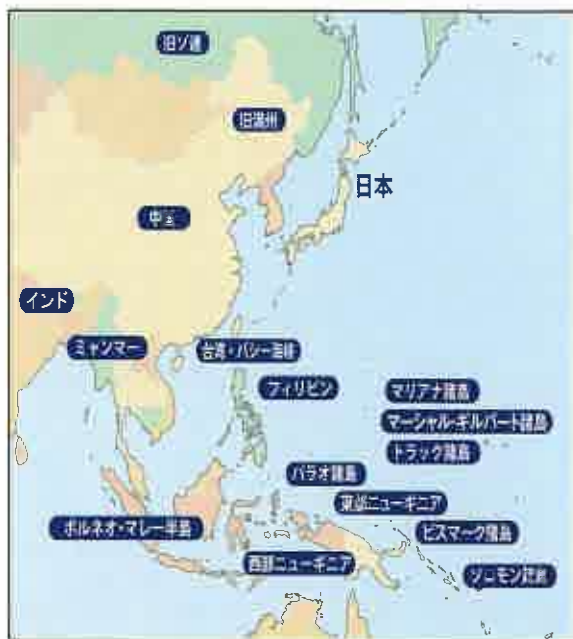 旧ソ連
旧満州
日本
中国
インド
ミャンマー
台湾・バシー海峡
フィリピン
マリアナ諸島
マーシャル・ギルバート諸島
トラック諸島
パラオ諸島
東部ニューギニア
ボルネオ・マレー半島
ビスマーク諸島
西部ニューギニア
ソロモン諸島